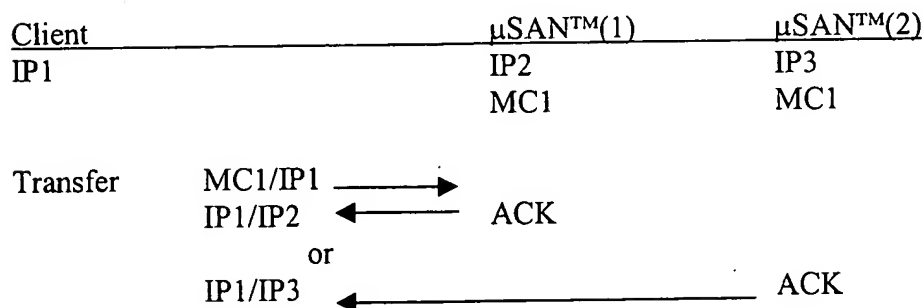 Client µSAN™(1) µSAN™(2)
IP1 IP2 IP3
MC1 MC1
Transfer MC1/IP1
IP1/IP2 ACK
or
IP1/IP3 ACK